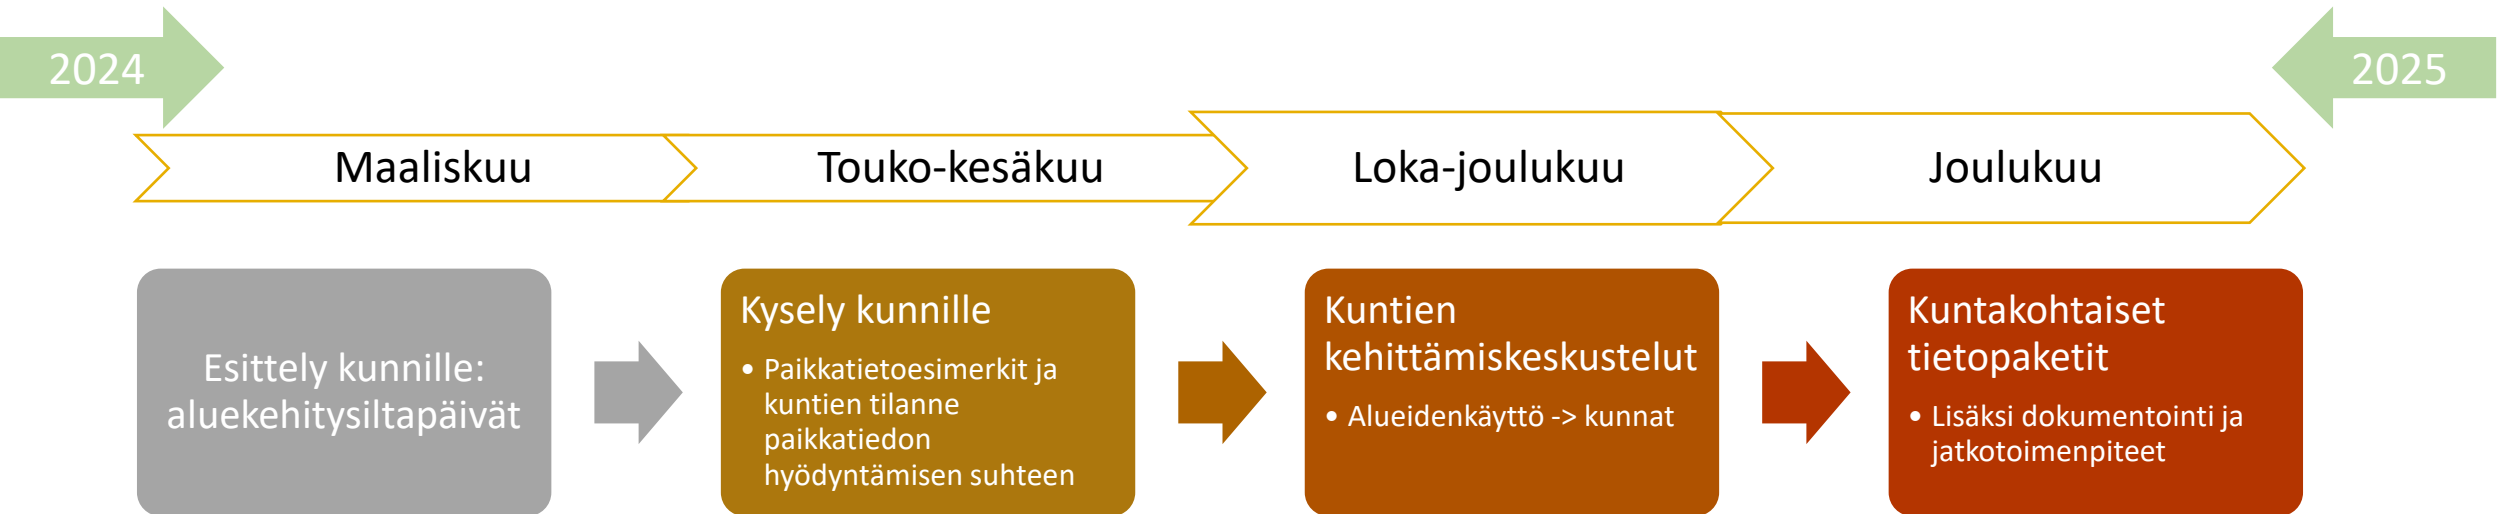 2024
2025
Maaliskuu
Touko-kesäkuu
Loka-joulukuu
Joulukuu
Esittely kunnille:
aluekehitysiltapäivät
Kysely kunnille
• Paikkatietoesimerkit ja
kuntien tilanne
paikkatiedon
hyödyntämisen suhteen
Kuntien
kehittämiskeskustelut
• Alueidenkäyttö -> kunnat
Kuntakohtaiset
tietopaketit
• Lisäksi dokumentointi ja
jatkotoimenpiteet